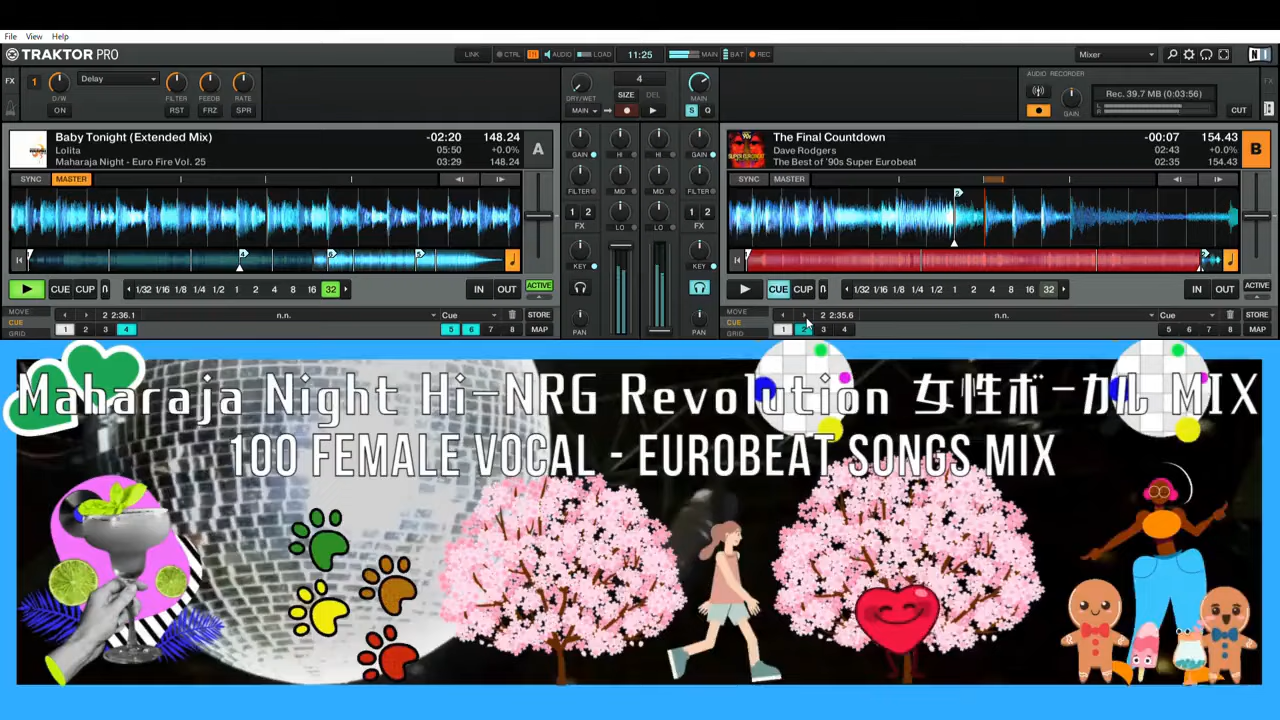 File View Help
TRAKTOR PRO LINK CTRL AUDIO LOAD 11:25 MAIN BAT REC Mixer
FX 1 D/W Delay FILTER FEEDB RATE
ON RST FRZ SPR
DRY/WET 4 MAIN
SIZE DEL
MAIN S Q
AUDIO RECORDER
GAIN Rec. 39.7 MB (0:03:56) L R CUT
Baby Tonight (Extended Mix) -02:20 148.24
Lolita 05:50 +0.0% A
Maharaja Night - Euro Fire Vol. 25 03:29 148.24
SYNC MASTER
CUE CUP 1/32 1/16 1/8 1/4 1/2 1 2 4 8 16 32 IN OUT ACTIVE
MOVE CUE GRID 2 2:36.1 n.n. Cue STORE
1 2 3 4 5 6 7 8 MAP
GAIN HI HI GAIN
FILTER MID MID FILTER
1 2 LO LO 1 2
FX FX
KEY KEY
PAN PAN
The Final Countdown -00:07 154.43
Dave Rodgers 02:43 +0.0% B
The Best of '90s Super Eurobeat 02:35 154.43
SYNC MASTER
CUE CUP 1/32 1/16 1/8 1/4 1/2 1 2 4 8 16 32 IN OUT ACTIVE
MOVE CUE GRID 2 2:35.6 n.n. Cue STORE
1 2 3 4 5 6 7 8 MAP
Maharaja Night Hi-NRG Revolution 女性ボーカル MIX
100 FEMALE VOCAL - EUROBEAT SONGS MIX